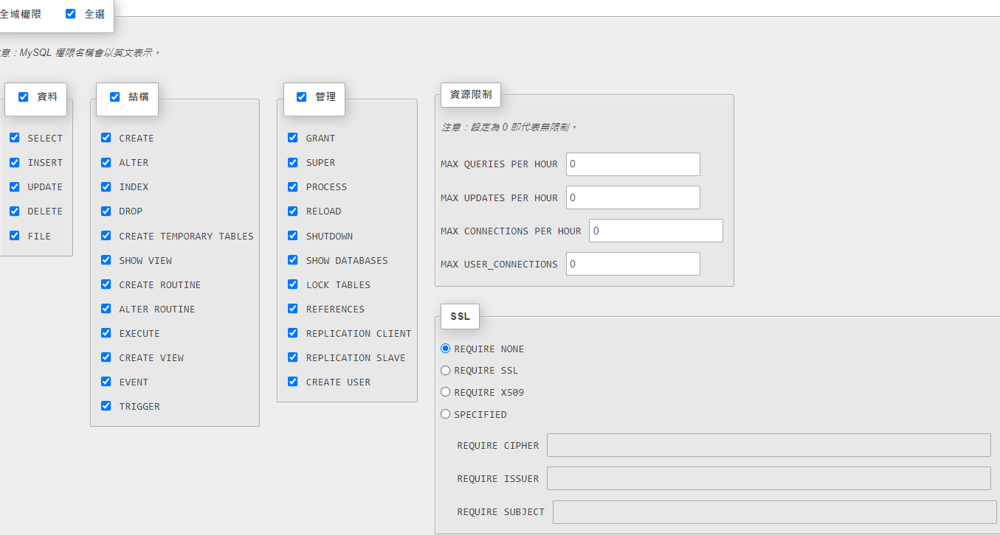 全域權限 全選
意：MySQL 權限名稱會以英文表示。
資料
SELECT
INSERT
UPDATE
DELETE
FILE
結構
CREATE
ALTER
INDEX
DROP
CREATE TEMPORARY TABLES
SHOW VIEW
CREATE ROUTINE
ALTER ROUTINE
EXECUTE
CREATE VIEW
EVENT
TRIGGER
管理
GRANT
SUPER
PROCESS
RELOAD
SHUTDOWN
SHOW DATABASES
LOCK TABLES
REFERENCES
REPLICATION CLIENT
REPLICATION SLAVE
CREATE USER
資源限制
注意：設定為 0 即代表無限制。
MAX QUERIES PER HOUR 0
MAX UPDATES PER HOUR 0
MAX CONNECTIONS PER HOUR 0
MAX USER_CONNECTIONS 0
SSL
REQUIRE NONE
REQUIRE SSL
REQUIRE X509
SPECIFIED
REQUIRE CIPHER
REQUIRE ISSUER
REQUIRE SUBJECT